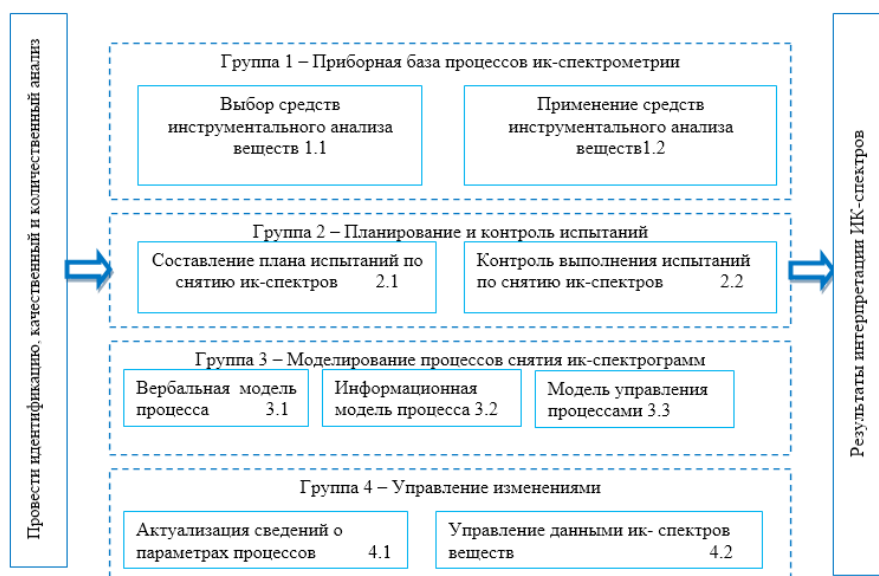 Провести идентификацию, качественный и количественный анализ
Группа 1 – Приборная база процессов ик-спектрометрии
Выбор средств
инструментального анализа
веществ 1.1
Применение средств
инструментального анализа
веществ1.2
Группа 2 – Планирование и контроль испытаний
Составление плана испытаний по
снятию ик-спектров 2.1
Контроль выполнения испытаний
по снятию ик-спектров 2.2
Группа 3 – Моделирование процессов снятия ик-спектрограмм
Вербальная модель
процесса 3.1
Информационная
модель процесса 3.2
Модель управления
процессами 3.3
Группа 4 – Управление изменениями
Актуализация сведений о
параметрах процессов 4.1
Управление данными ик- спектров
веществ 4.2
Результаты интерпретации ИК-спектров